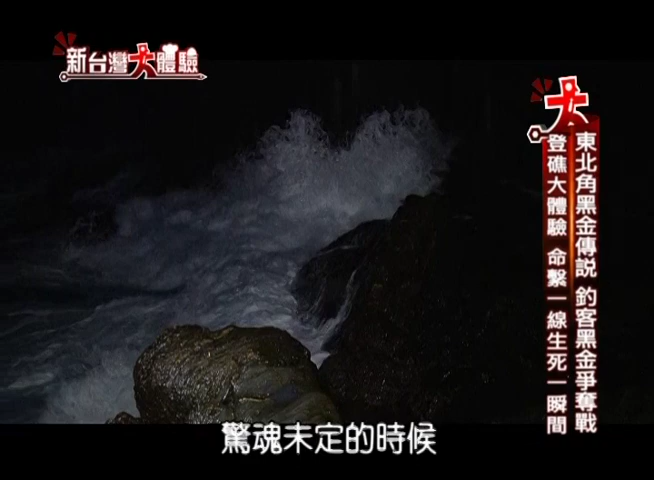 新台灣大體驗
大
東北角黑金傳說 釣客黑金爭奪戰
登礁大體驗 命繫一線生死一瞬間
驚魂未定的時候